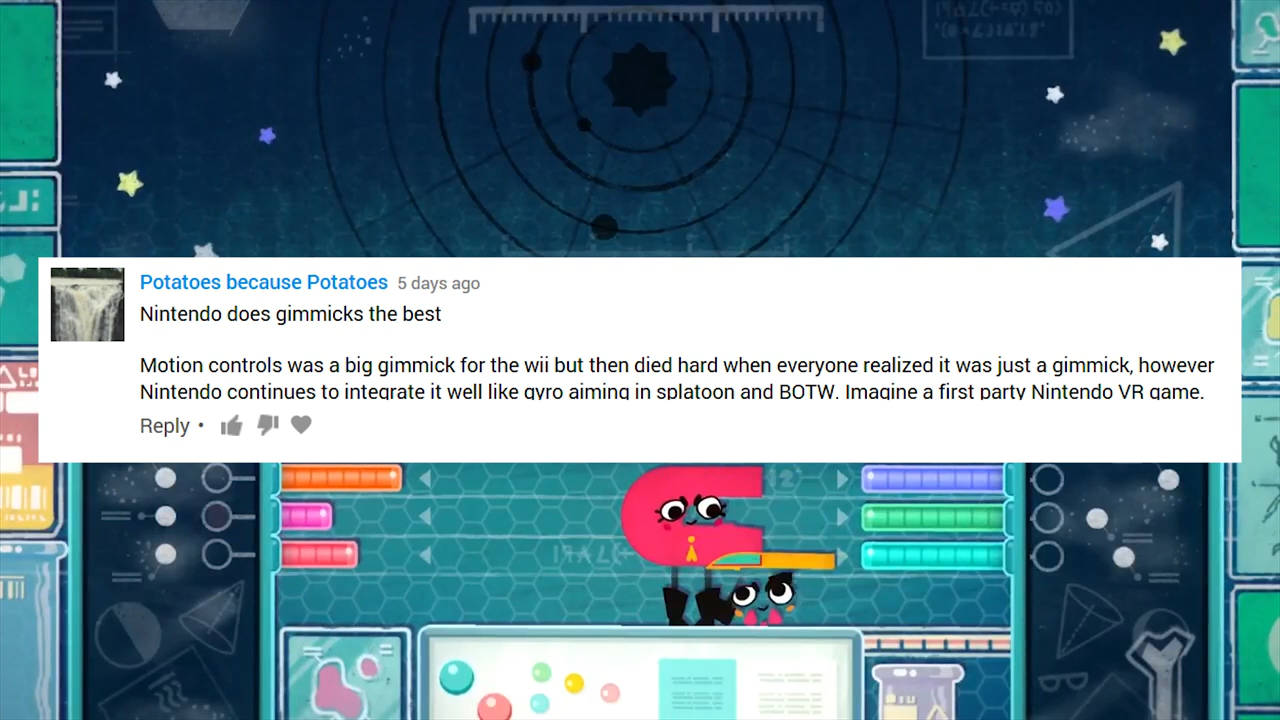 Potatoes because Potatoes 5 days ago
Nintendo does gimmicks the best
Motion controls was a big gimmick for the wii but then died hard when everyone realized it was just a gimmick, however
Nintendo continues to integrate it well like gyro aiming in splatoon and BOTW. Imagine a first party Nintendo VR game.
Reply •